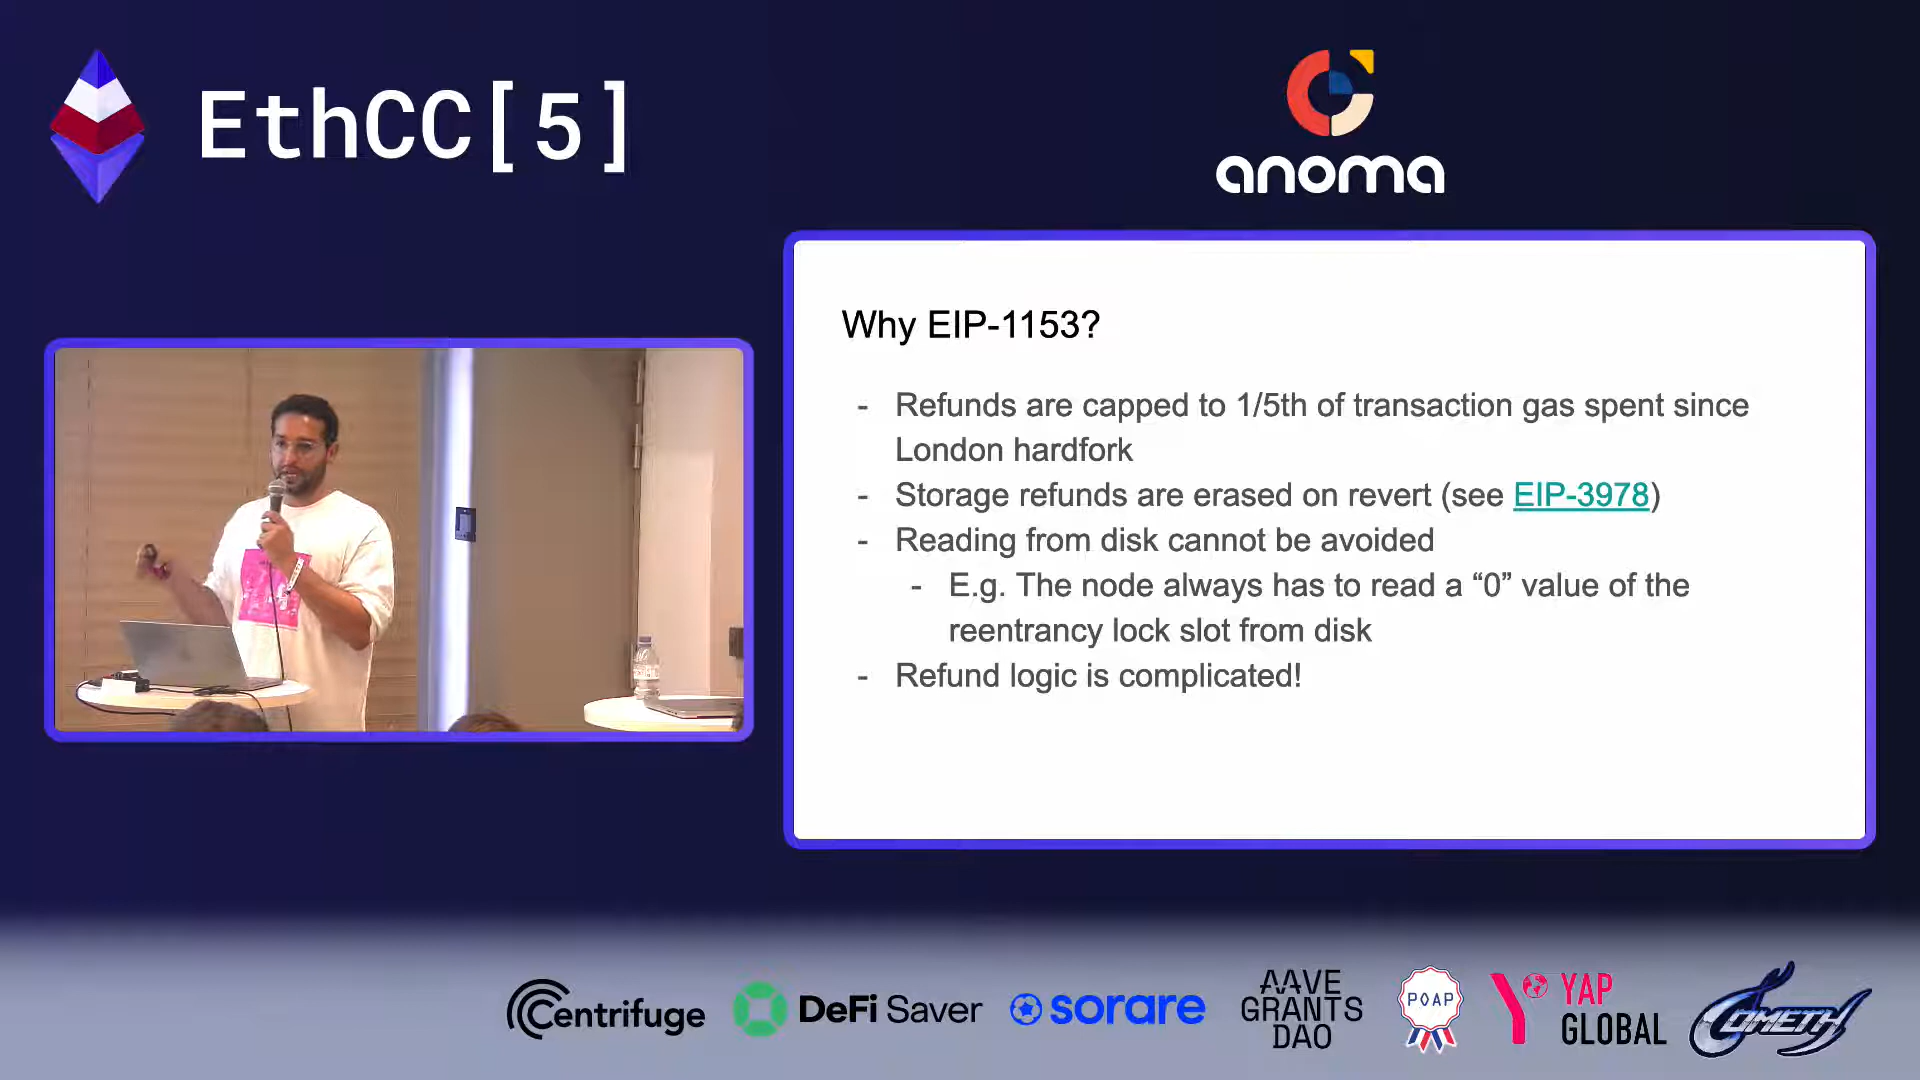 EthCC[5]
anoma
Why EIP-1153?
- Refunds are capped to 1/5th of transaction gas spent since
London hardfork
- Storage refunds are erased on revert (see EIP-3978)
- Reading from disk cannot be avoided
- E.g. The node always has to read a “0” value of the
reentrancy lock slot from disk
- Refund logic is complicated!
Centrifuge
DeFi Saver
sorare
AAVE
GRANTS
DAO
POAP
YAP
GLOBAL
COMETH